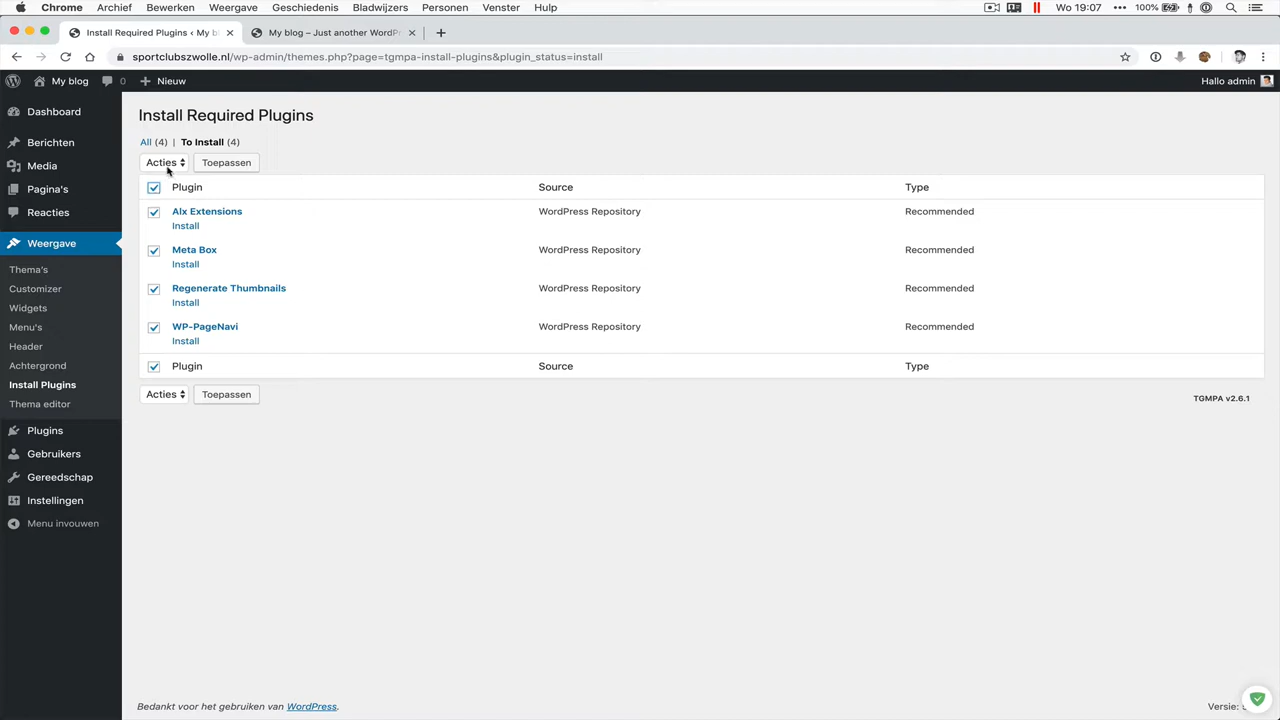 Chrome Archief Bewerken Weergave Geschiedenis Bladwijzers Personen Venster Hulp Wo 19:07 100%
Install Required Plugins ‹ My b
My blog – Just another WordPr
sportclubszwolle.nl/wp-admin/themes.php?page=tgmpa-install-plugins&plugin_status=install
My blog 0 Nieuw Hallo admin
Dashboard
Berichten
Media
Pagina's
Reacties
Weergave
Thema's
Customizer
Widgets
Menu's
Header
Achtergrond
Install Plugins
Thema editor
Plugins
Gebruikers
Gereedschap
Instellingen
Menu invouwen
Install Required Plugins
All (4) | To Install (4)
Acties Toepassen
Plugin Source Type
Alx Extensions WordPress Repository Recommended
Install
Meta Box WordPress Repository Recommended
Install
Regenerate Thumbnails WordPress Repository Recommended
Install
WP-PageNavi WordPress Repository Recommended
Install
Plugin Source Type
Acties Toepassen
TGMPA v2.6.1
Bedankt voor het gebruiken van WordPress.
Versie: